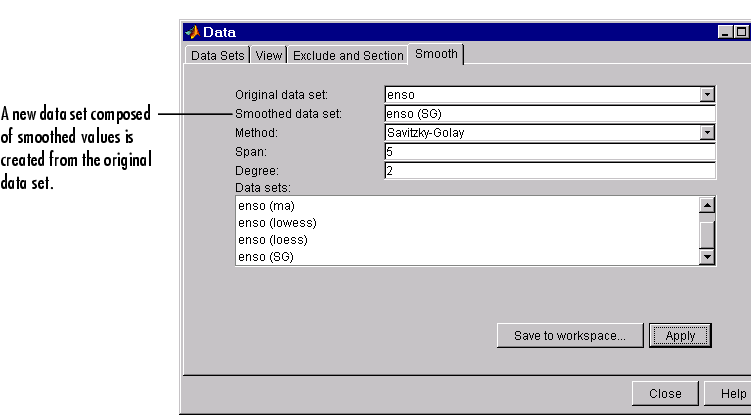 Data
Data Sets View Exclude and Section Smooth
Original data set: enso
Smoothed data set: enso (SG)
Method: Savitzky-Golay
Span: 5
Degree: 2
Data sets:
enso (ma)
enso (lowess)
enso (loess)
enso (SG)
Save to workspace... Apply
Close Help
A new data set composed
of smoothed values is
created from the original
data set.